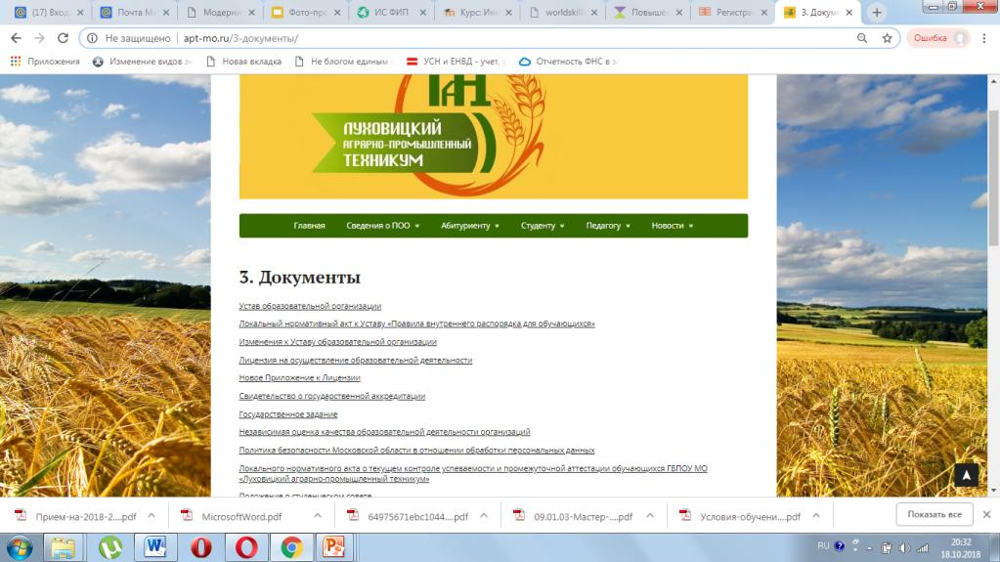 (17) Вход
Почта Ма
Модерни
Фото-про
ИС ФИП
Курс: Инн
worldskill
Повыше
Регистра
3. Докум
Не защищено
apt-mo.ru/3-документы/
Ошибка
Приложения
Изменение видов э
Новая вкладка
Не блогом единым
УСН и ЕНВД - учет, у
Отчетность ФНС в э
ЛУХОВИЦКИЙ
АГРАРНО-ПРОМЫШЛЕННЫЙ
ТЕХНИКУМ
Главная Сведения о ПОО Абитуриенту Студенту Педагогу Новости
3. Документы
Устав образовательной организации
Локальный нормативный акт к Уставу «Правила внутреннего распорядка для обучающихся»
Изменения к Уставу образовательной организации
Лицензия на осуществление образовательной деятельности
Новое Приложение к Лицензии
Свидетельство о государственной аккредитации
Государственное задание
Независимая оценка качества образовательной деятельности организаций
Политика безопасности Московской области в отношении обработки персональных данных
Локального нормативного акта о текущем контроле успеваемости и промежуточной аттестации обучающихся ГБПОУ МО
«Луховицкий аграрно-промышленный техникум»
Положение о студенческом совете
Прием-на-2018-2....pdf
MicrosoftWord.pdf
64975671ebc1044....pdf
09.01.03-Мастер-....pdf
Условия-обучени....pdf
Показать все
RU
20:32
18.10.2018